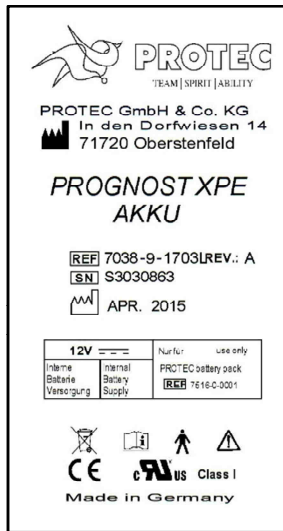 PROTEC
TEAM | SPIRIT | ABILITY
PROTEC GmbH & Co. KG
In den Dorfwiesen 14
71720 Oberstenfeld
PROGNOST XPE
AKKU
REF 7038-9-1703L REV.: A
SN S3030863
APR. 2015
12V
Nur für use only
Interne Internal PROTEC battery pack
Batterie Battery REF 7516-0-0001
Versorgung Supply
CE c RU US Class I
Made in Germany